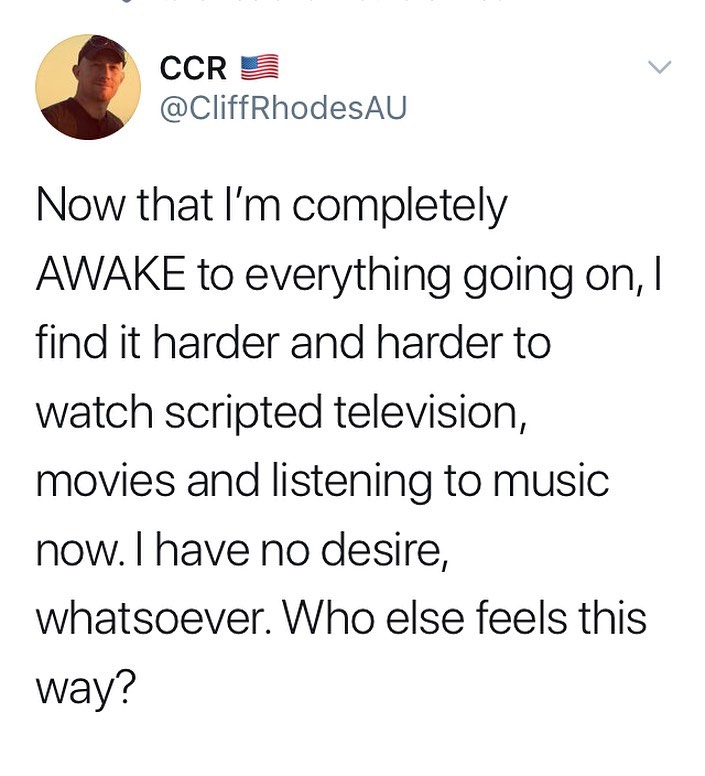 CCR 🇺🇸
@CliffRhodesAU
Now that I'm completely
AWAKE to everything going on, I
find it harder and harder to
watch scripted television,
movies and listening to music
now. I have no desire,
whatsoever. Who else feels this
way?